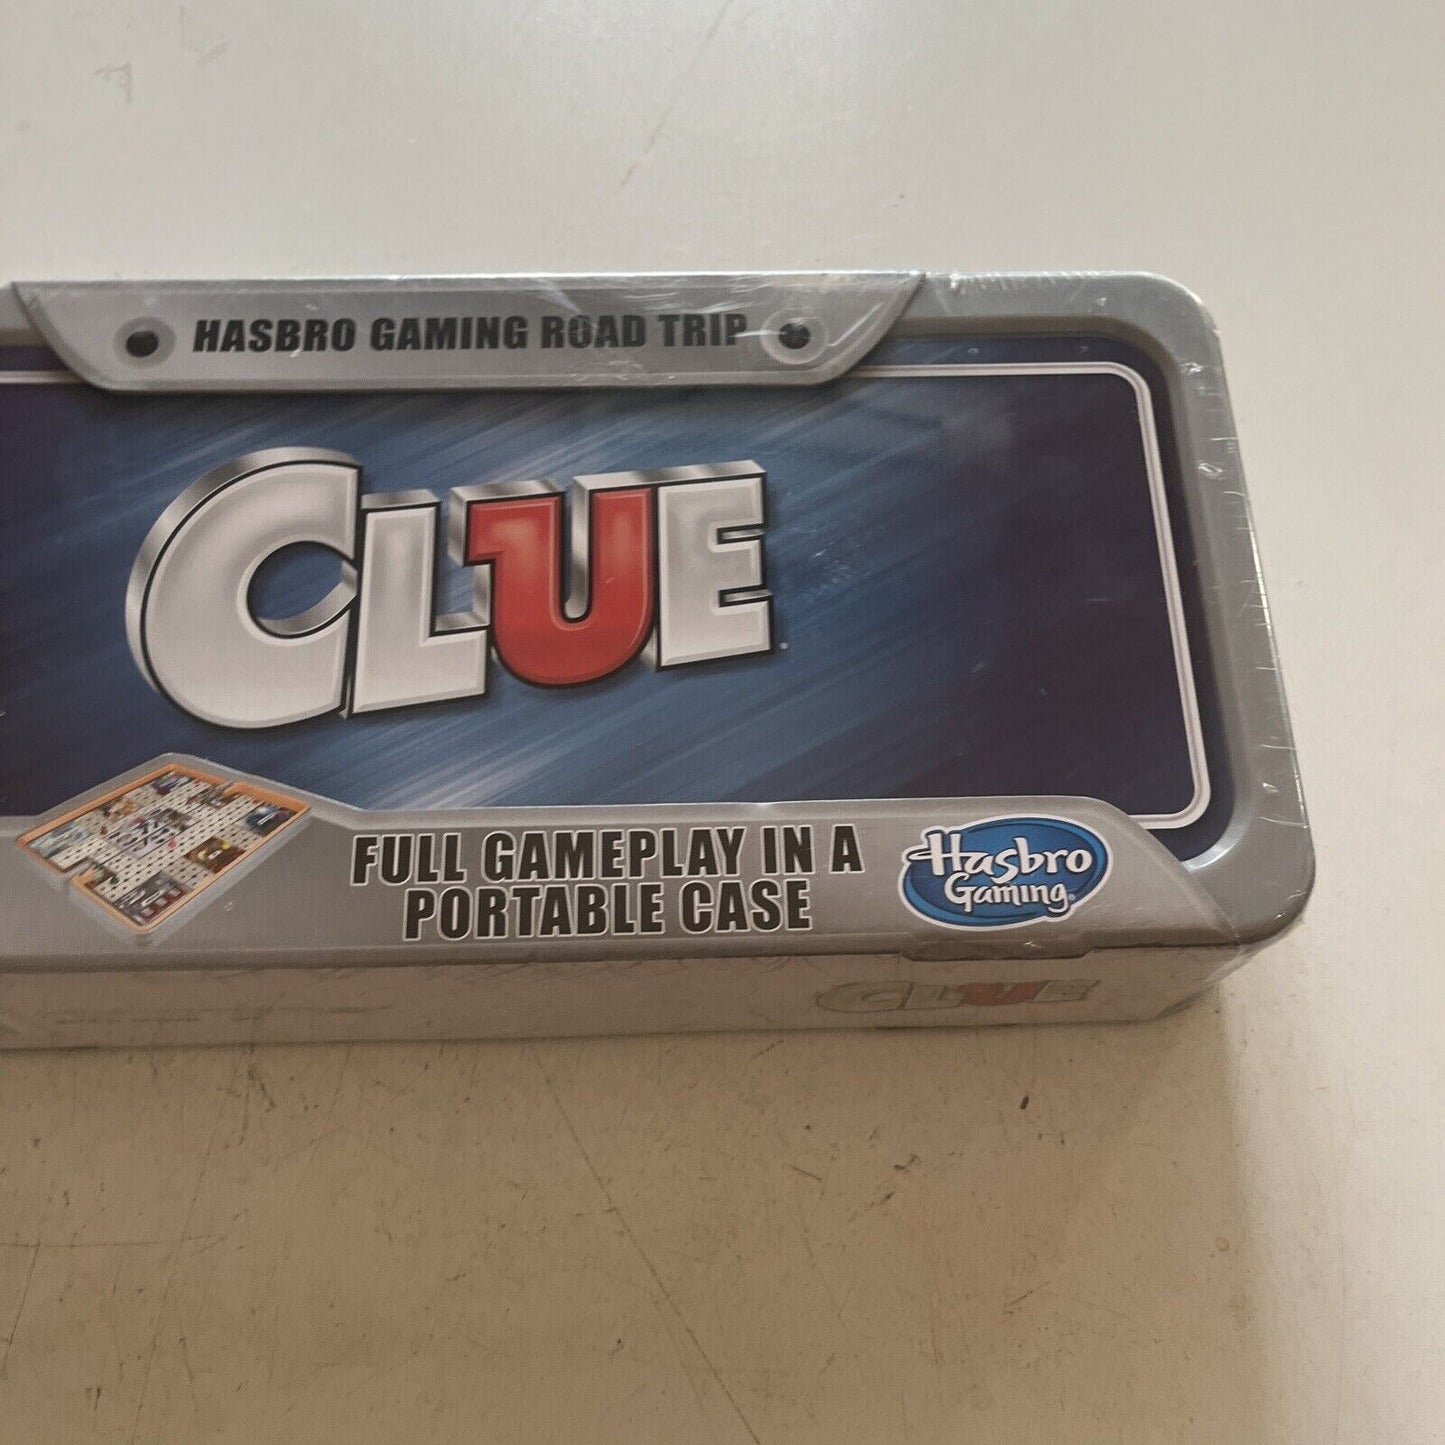 HASBRO GAMING ROAD TRIP
CLUE
FULL GAMEPLAY IN A
PORTABLE CASE
Hasbro
Gaming
CLUE